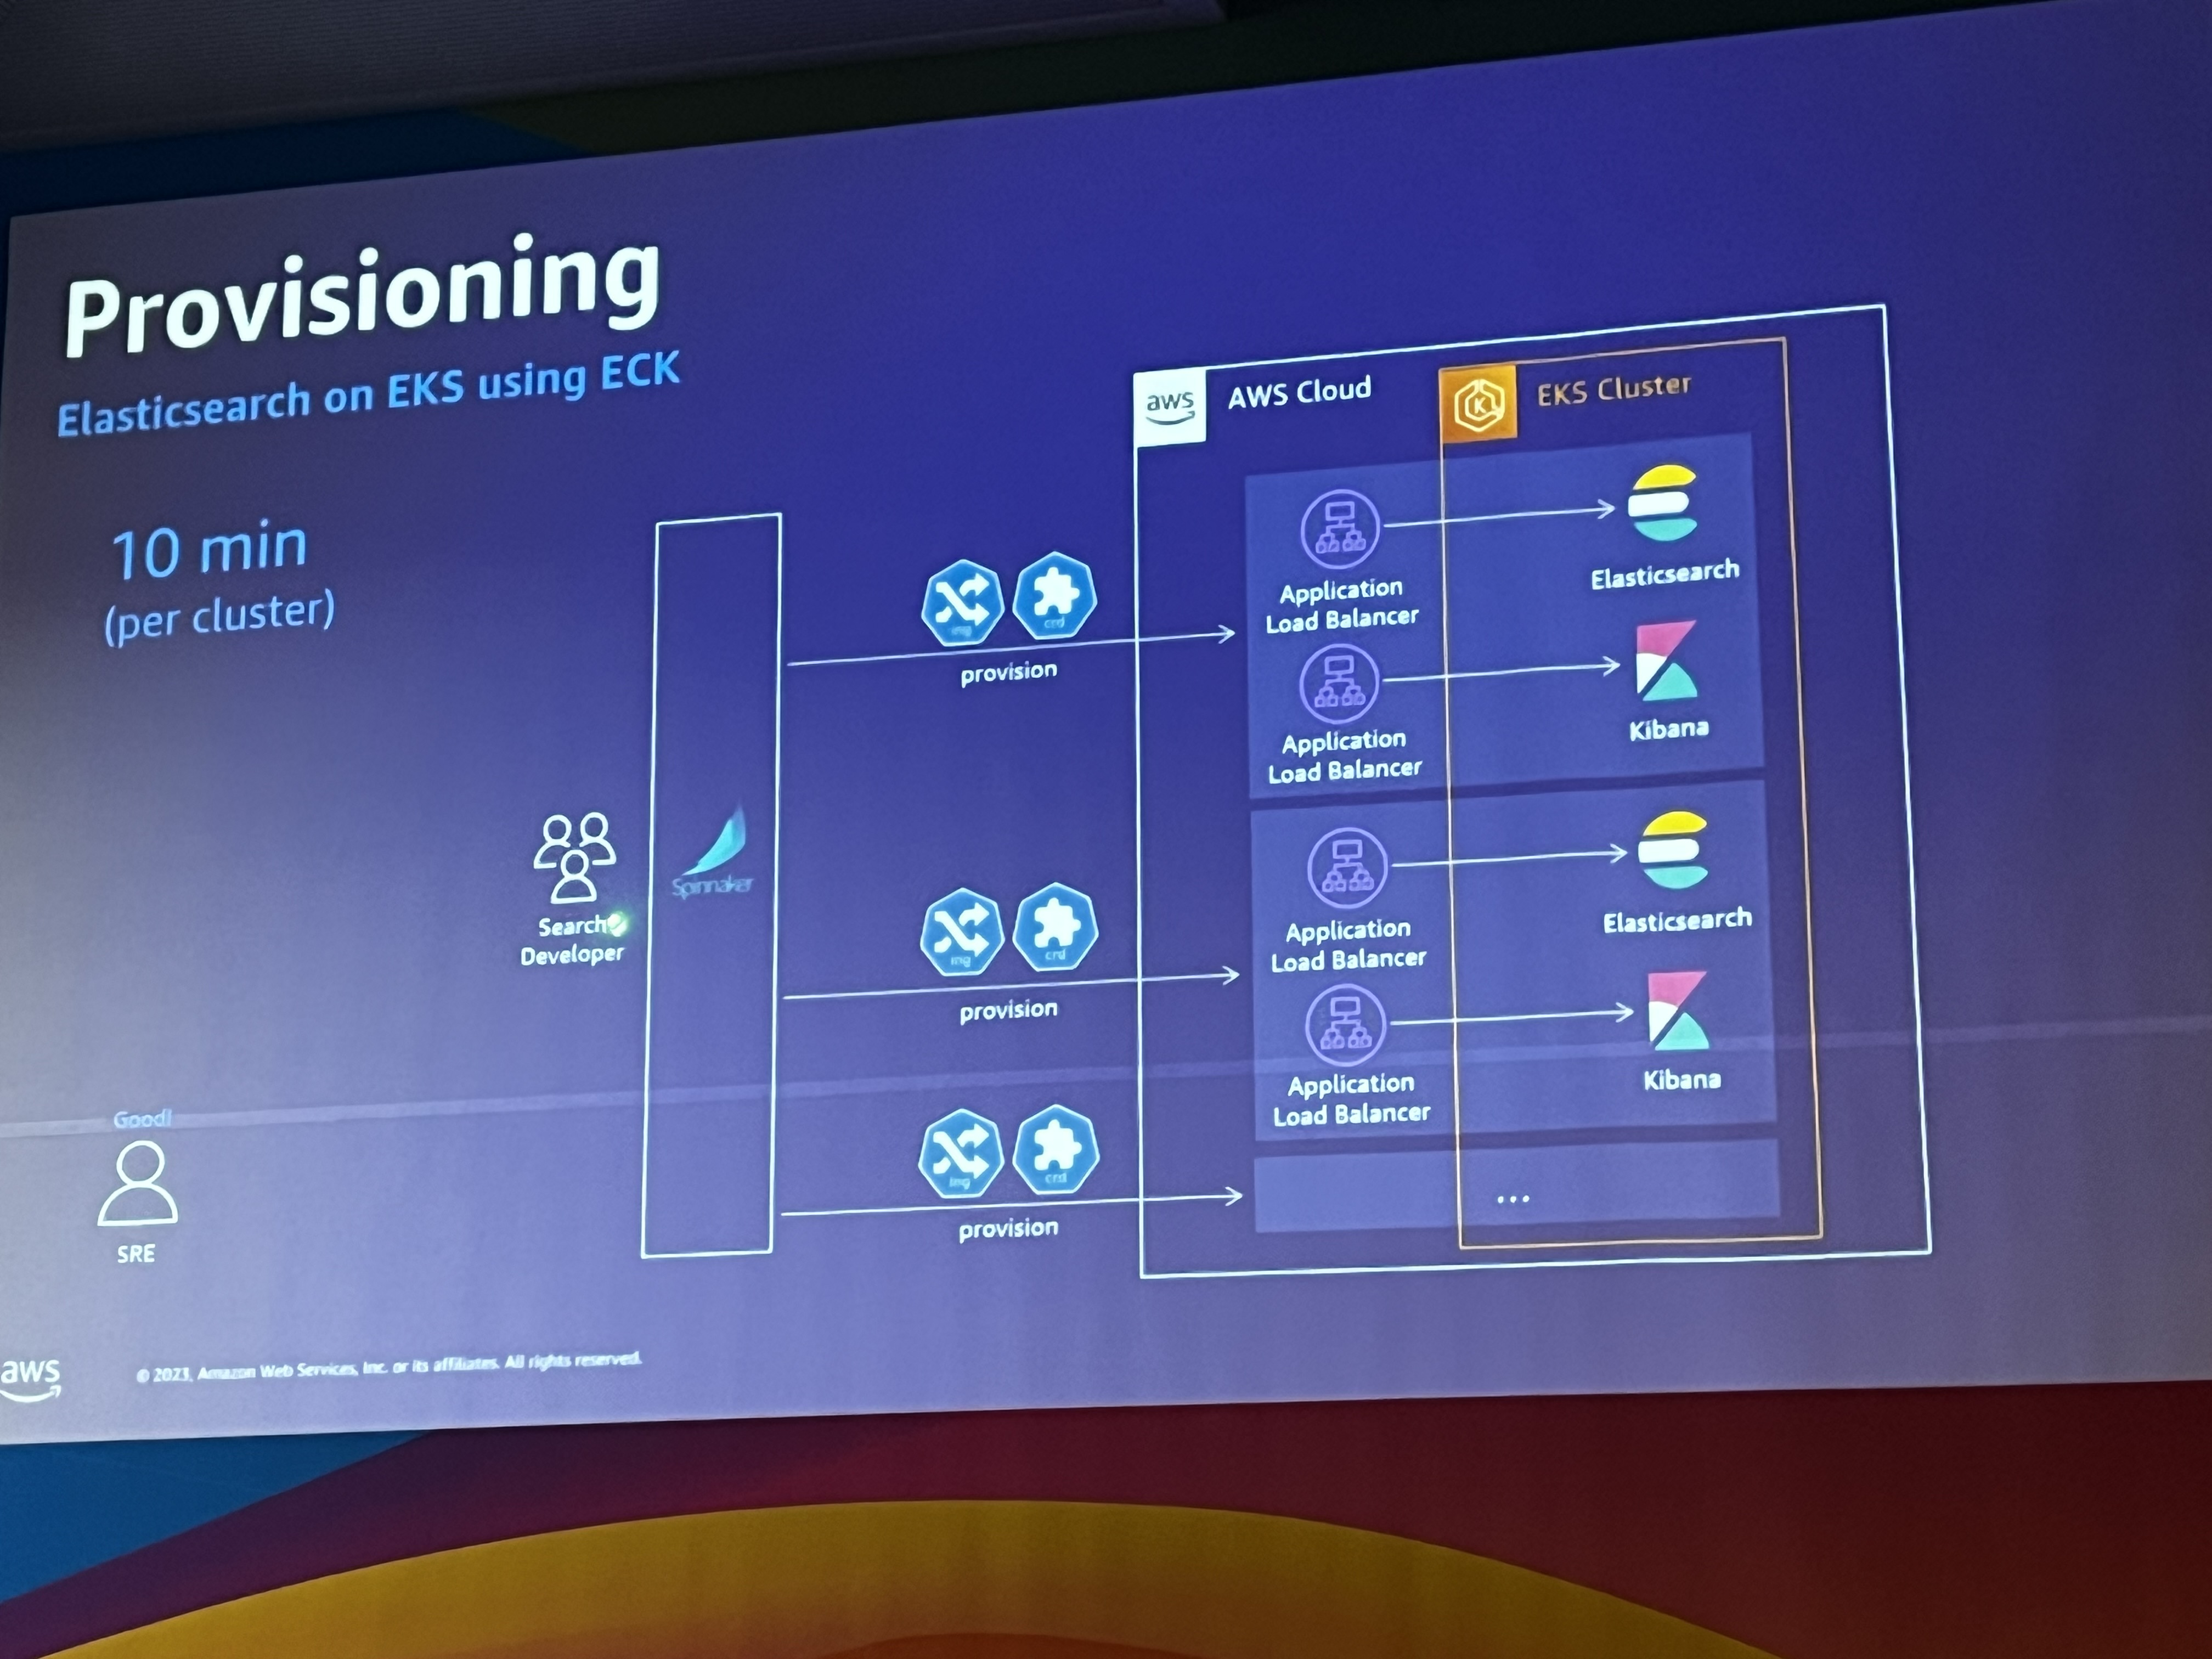 Provisioning
Elasticsearch on EKS using ECK
10 min
(per cluster)
aws
AWS Cloud
EKS Cluster
Application
Load Balancer
Elasticsearch
ing
crd
provision
Application
Load Balancer
Kibana
Search
Developer
Spinnaker
Application
Load Balancer
Elasticsearch
ing
crd
provision
Application
Load Balancer
Kibana
ing
crd
provision
...
Good!
SRE
aws
© 2023, Amazon Web Services, Inc. or its affiliates. All rights reserved.